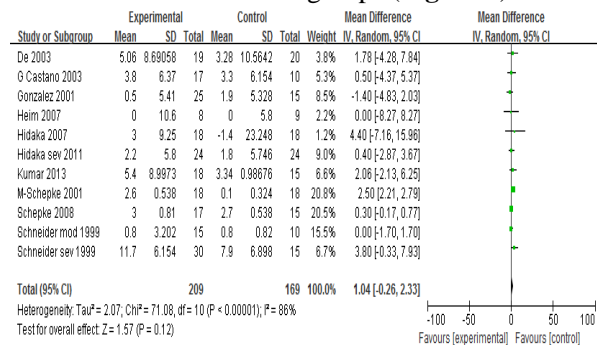 Experimental Control Mean Difference Mean Difference
Study or Subgroup Mean SD Total Mean SD Total Weight IV, Random, 95% CI IV, Random, 95% CI
De 2003 5.06 8.69058 19 3.28 10.5642 20 3.8% 1.78 [-4.28, 7.84]
G Castano 2003 3.8 6.37 17 3.3 6.154 10 5.0% 0.50 [-4.37, 5.37]
Gonzalez 2001 0.5 5.41 25 1.9 5.328 15 7.5% -1.40 [-4.83, 2.03]
Heim 2007 0 10.6 8 0 5.8 9 2.3% 0.00 [-8.27, 8.27]
Hidaka 2007 3 9.25 18 -1.4 23.248 18 1.2% 4.40 [-7.16, 15.96]
Hidaka sev 2011 2.2 5.8 24 1.8 5.746 24 7.9% 0.40 [-2.87, 3.67]
Kumar 2013 5.4 8.9973 18 3.34 0.98676 15 6.2% 2.06 [-2.13, 6.25]
M-Schepke 2001 2.6 0.538 18 0.1 0.324 18 21.7% 2.50 [2.21, 2.79]
Schepke 2008 3 0.81 17 2.7 0.538 15 21.2% 0.30 [-0.17, 0.77]
Schneider mod 1999 0.8 3.202 15 0.8 0.82 10 14.9% 0.00 [-1.70, 1.70]
Schneider sev 1999 11.7 6.154 30 7.9 6.898 15 6.3% 3.80 [-0.33, 7.93]
Total (95% CI) 209 169 100.0% 1.04 [-0.26, 2.33]
Heterogeneity: Tau² = 2.07; Chi² = 71.08, df = 10 (P < 0.00001); I² = 86%
Test for overall effect: Z = 1.57 (P = 0.12)
-100 -50 0 50 100
Favours [experimental] Favours [control]